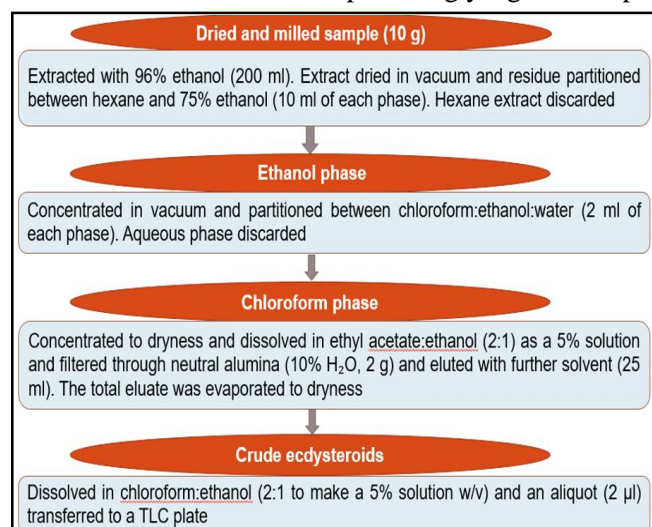 Dried and milled sample (10 g)
Extracted with 96% ethanol (200 ml). Extract dried in vacuum and residue partitioned
between hexane and 75% ethanol (10 ml of each phase). Hexane extract discarded
Ethanol phase
Concentrated in vacuum and partitioned between chloroform:ethanol:water (2 ml of
each phase). Aqueous phase discarded
Chloroform phase
Concentrated to dryness and dissolved in ethyl acetate:ethanol (2:1) as a 5% solution
and filtered through neutral alumina (10% H₂O, 2 g) and eluted with further solvent (25
ml). The total eluate was evaporated to dryness
Crude ecdysteroids
Dissolved in chloroform:ethanol (2:1 to make a 5% solution w/v) and an aliquot (2 µl)
transferred to a TLC plate